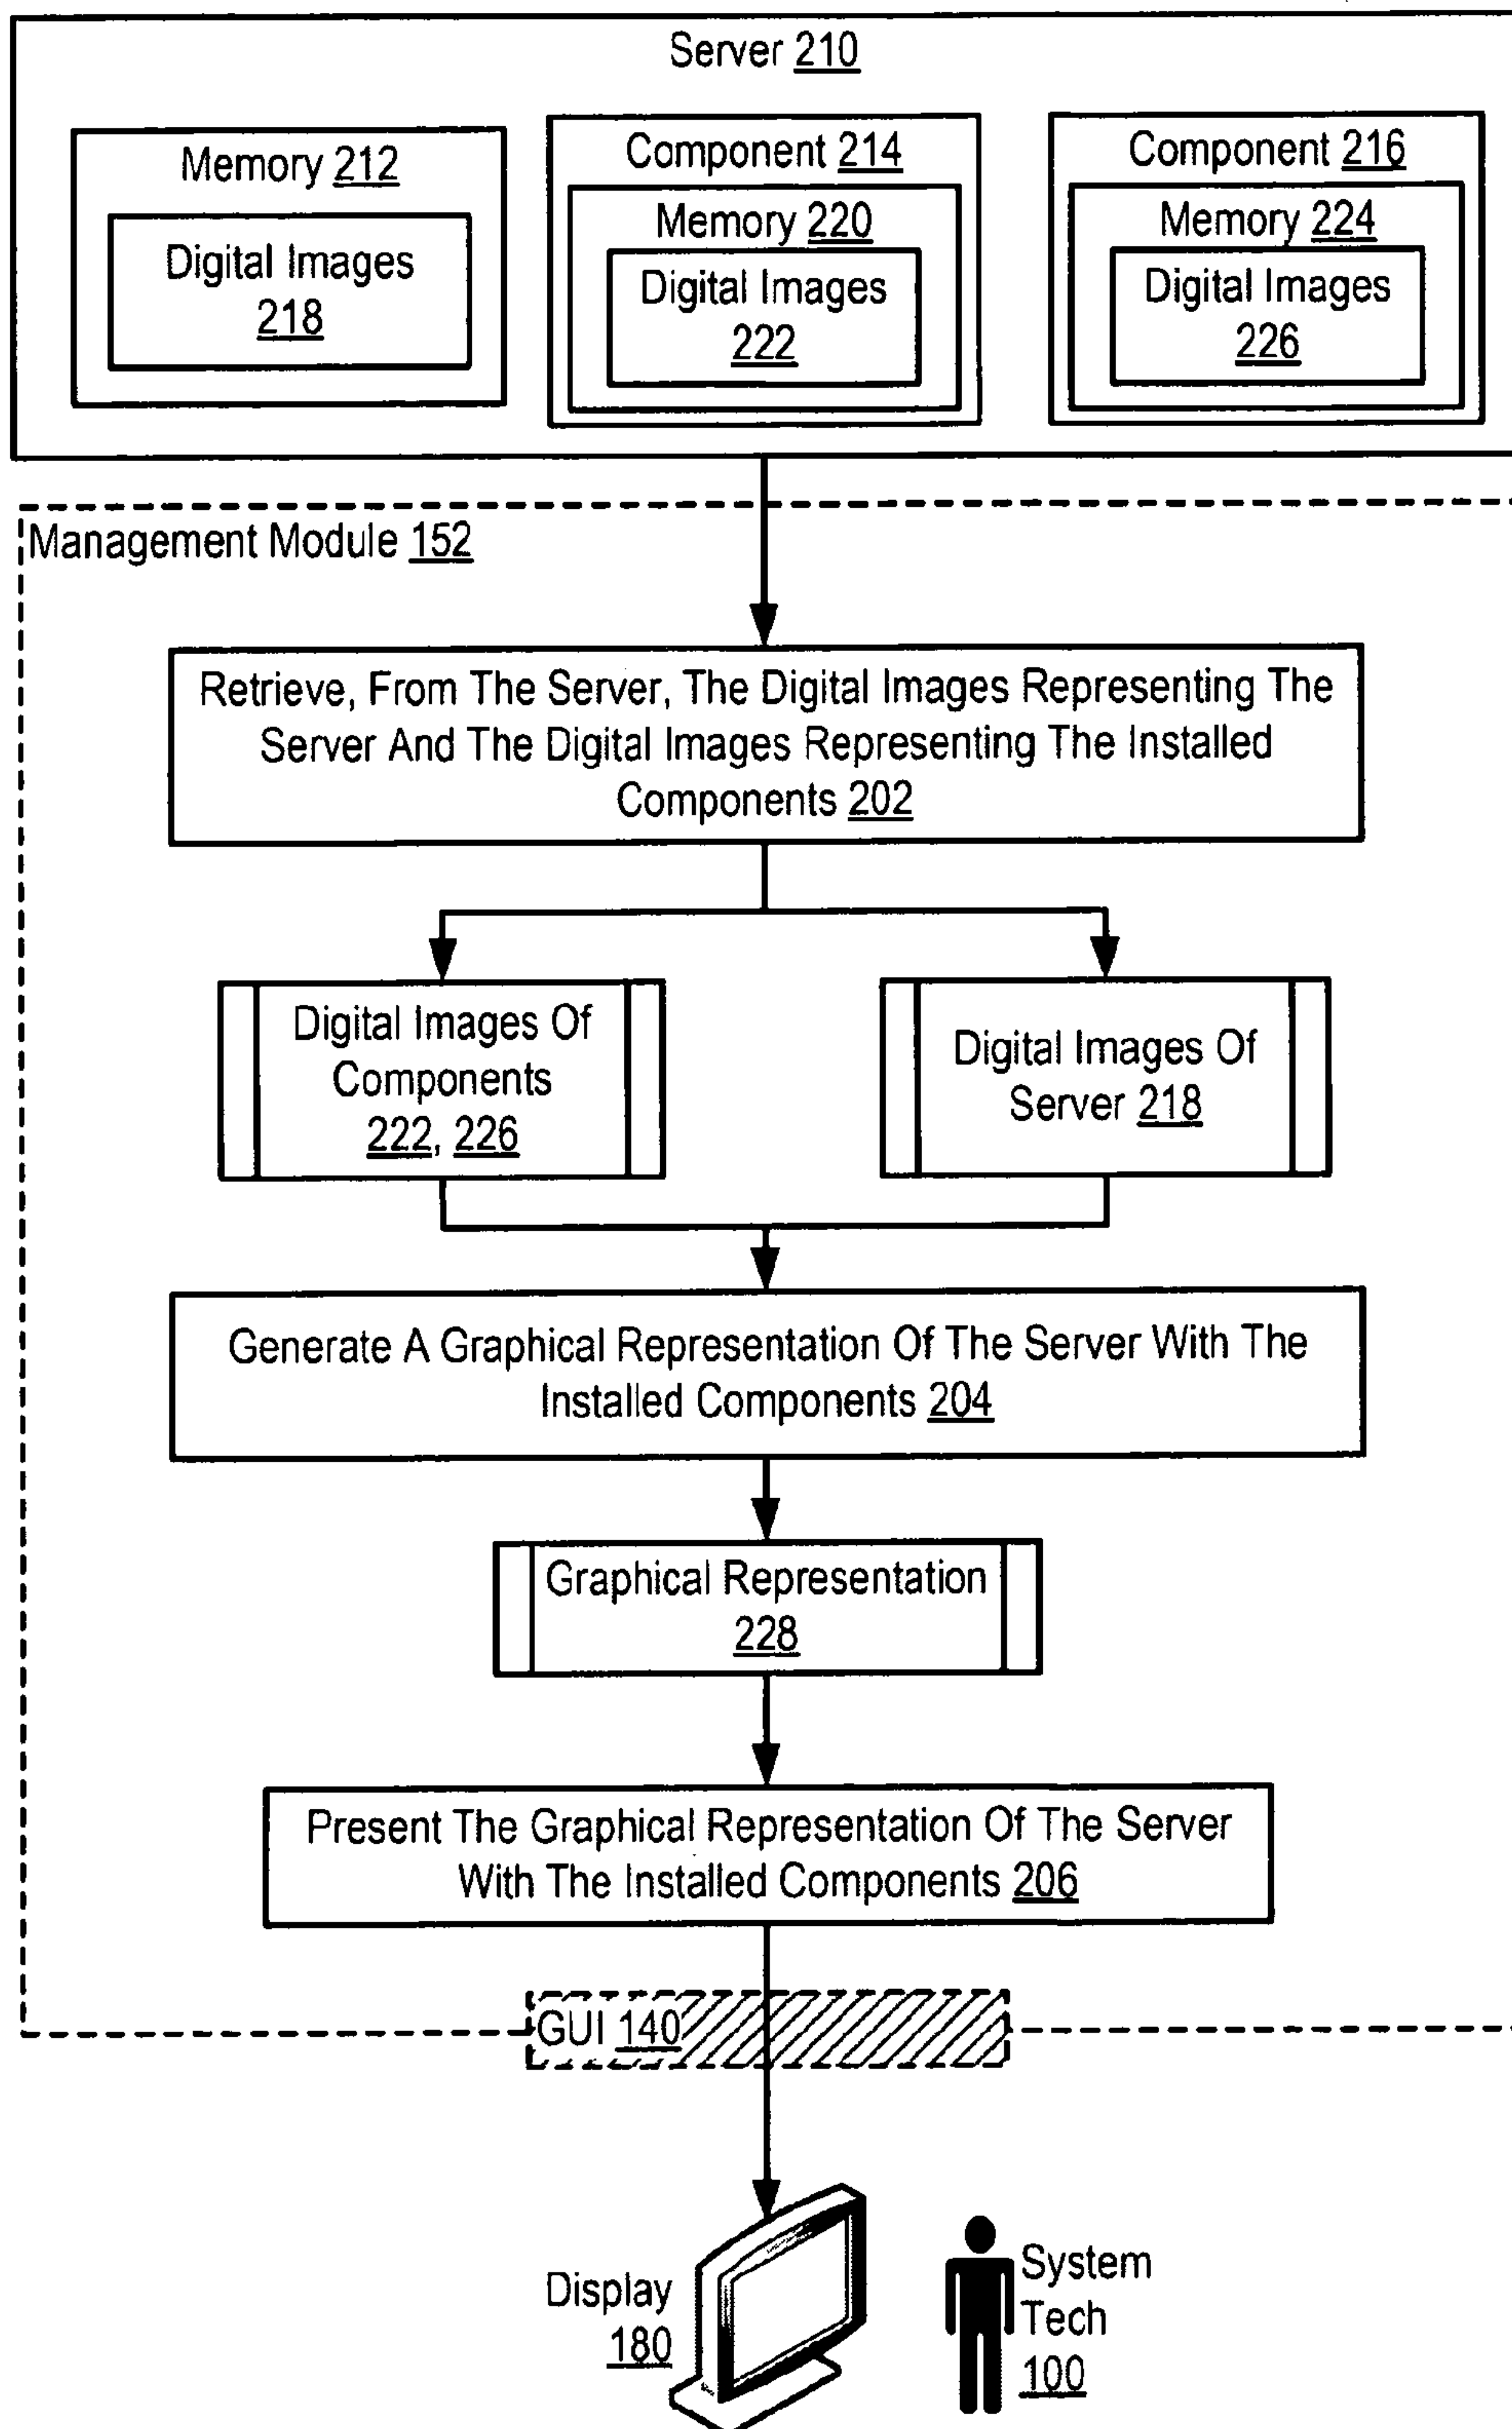 Server 210
Memory 212
Digital Images
218
Component 214
Memory 220
Digital Images
222
Component 216
Memory 224
Digital Images
226
Management Module 152
Retrieve, From The Server, The Digital Images Representing The
Server And The Digital Images Representing The Installed
Components 202
Digital Images Of
Components
222, 226
Digital Images Of
Server 218
Generate A Graphical Representation Of The Server With The
Installed Components 204
Graphical Representation
228
Present The Graphical Representation Of The Server
With The Installed Components 206
GUI 140
Display
180
System
Tech
100